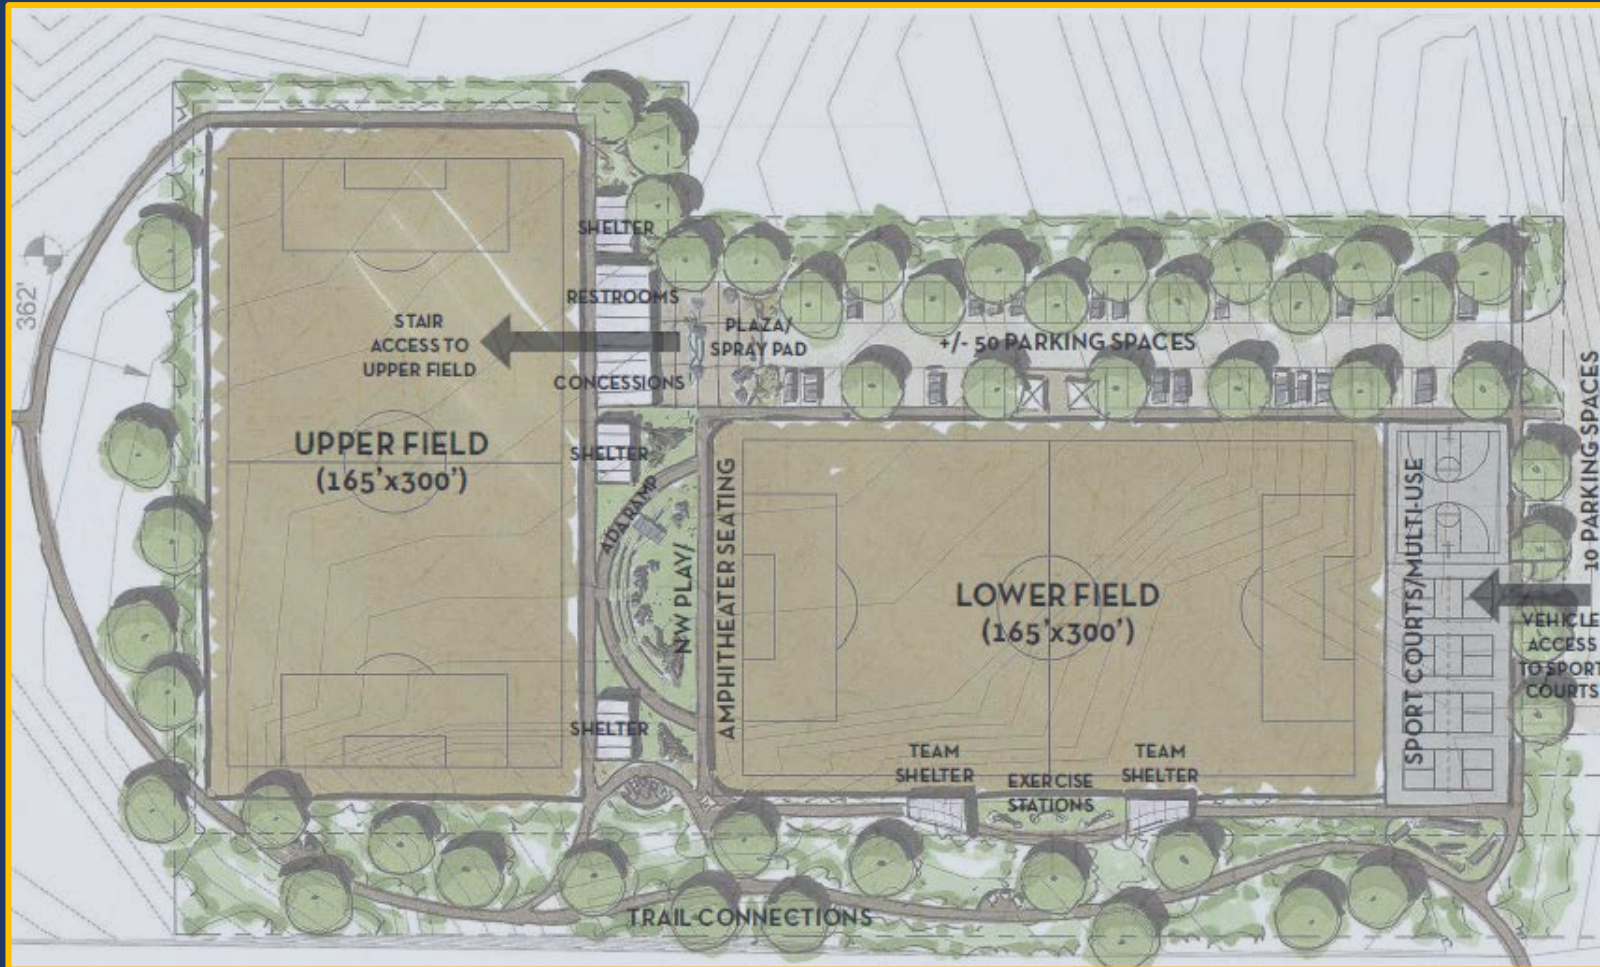 362'
STAIR
ACCESS TO
UPPER FIELD
UPPER FIELD
(165'x300')
SHELTER
RESTROOMS
CONCESSIONS
SHELTER
SHELTER
PLAZA/
SPRAY PAD
+/- 50 PARKING SPACES
ADA RAMP
NW PLAY/
AMPHITHEATER SEATING
LOWER FIELD
(165'x300')
TEAM
SHELTER
EXERCISE
STATIONS
TEAM
SHELTER
SPORT COURTS/MULTI-USE
10 PARKING SPACES
VEHICLE
ACCESS
TO SPORT
COURTS
TRAIL CONNECTIONS